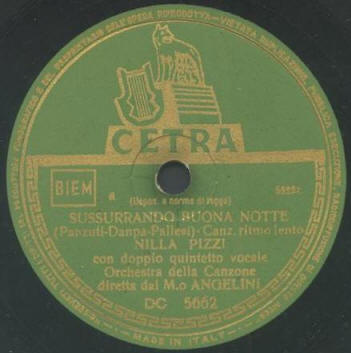 CETRA
BIEM
(Depos. a norma di legge)
SUSSURRANDO BUONA NOTTE
(Panzuti-Danpa-Pallesi)-Canz. ritmo lento
NILLA PIZZI
con doppio quintetto vocale
Orchestra della Canzone
diretta dal M.o ANGELINI
DC 5662
MADE IN ITALY